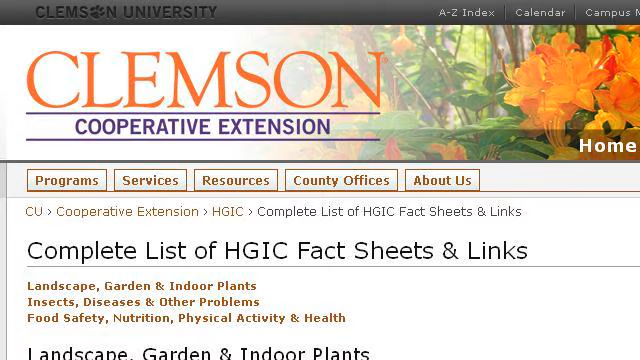 CLEMSON UNIVERSITY
A-Z Index Calendar Campus
CLEMSON®
COOPERATIVE EXTENSION
Home
Programs Services Resources County Offices About Us
CU › Cooperative Extension › HGIC › Complete List of HGIC Fact Sheets & Links
Complete List of HGIC Fact Sheets & Links
Landscape, Garden & Indoor Plants
Insects, Diseases & Other Problems
Food Safety, Nutrition, Physical Activity & Health
Landscape, Garden & Indoor Plants